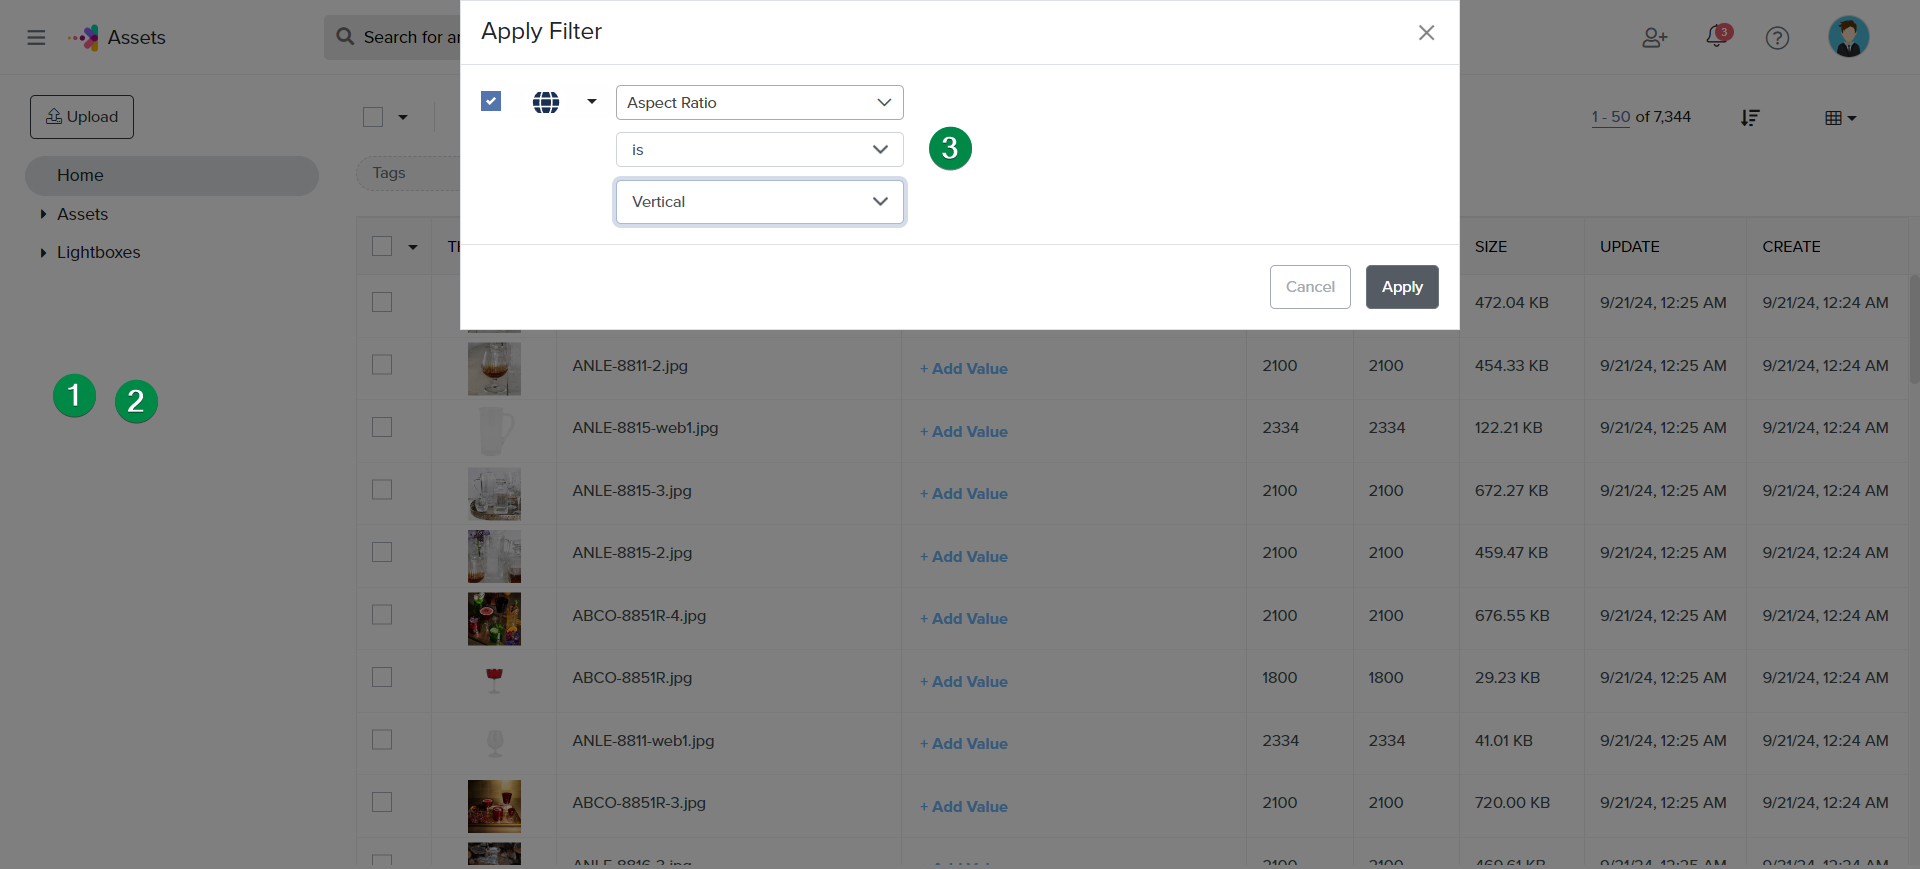 Assets
Search for an
3
Upload
Home
Assets
Lightboxes
1
2
Apply Filter
Aspect Ratio
is
Vertical
3
Cancel
Apply
1 - 50 of 7,344
Tags
SIZE UPDATE CREATE
472.04 KB 9/21/24, 12:25 AM 9/21/24, 12:24 AM
ANLE-8811-2.jpg + Add Value 2100 2100 454.33 KB 9/21/24, 12:25 AM 9/21/24, 12:24 AM
ANLE-8815-web1.jpg + Add Value 2334 2334 122.21 KB 9/21/24, 12:25 AM 9/21/24, 12:24 AM
ANLE-8815-3.jpg + Add Value 2100 2100 672.27 KB 9/21/24, 12:25 AM 9/21/24, 12:24 AM
ANLE-8815-2.jpg + Add Value 2100 2100 459.47 KB 9/21/24, 12:25 AM 9/21/24, 12:24 AM
ABCO-8851R-4.jpg + Add Value 2100 2100 676.55 KB 9/21/24, 12:25 AM 9/21/24, 12:24 AM
ABCO-8851R.jpg + Add Value 1800 1800 29.23 KB 9/21/24, 12:25 AM 9/21/24, 12:24 AM
ANLE-8811-web1.jpg + Add Value 2334 2334 41.01 KB 9/21/24, 12:25 AM 9/21/24, 12:24 AM
ABCO-8851R-3.jpg + Add Value 2100 2100 720.00 KB 9/21/24, 12:25 AM 9/21/24, 12:24 AM